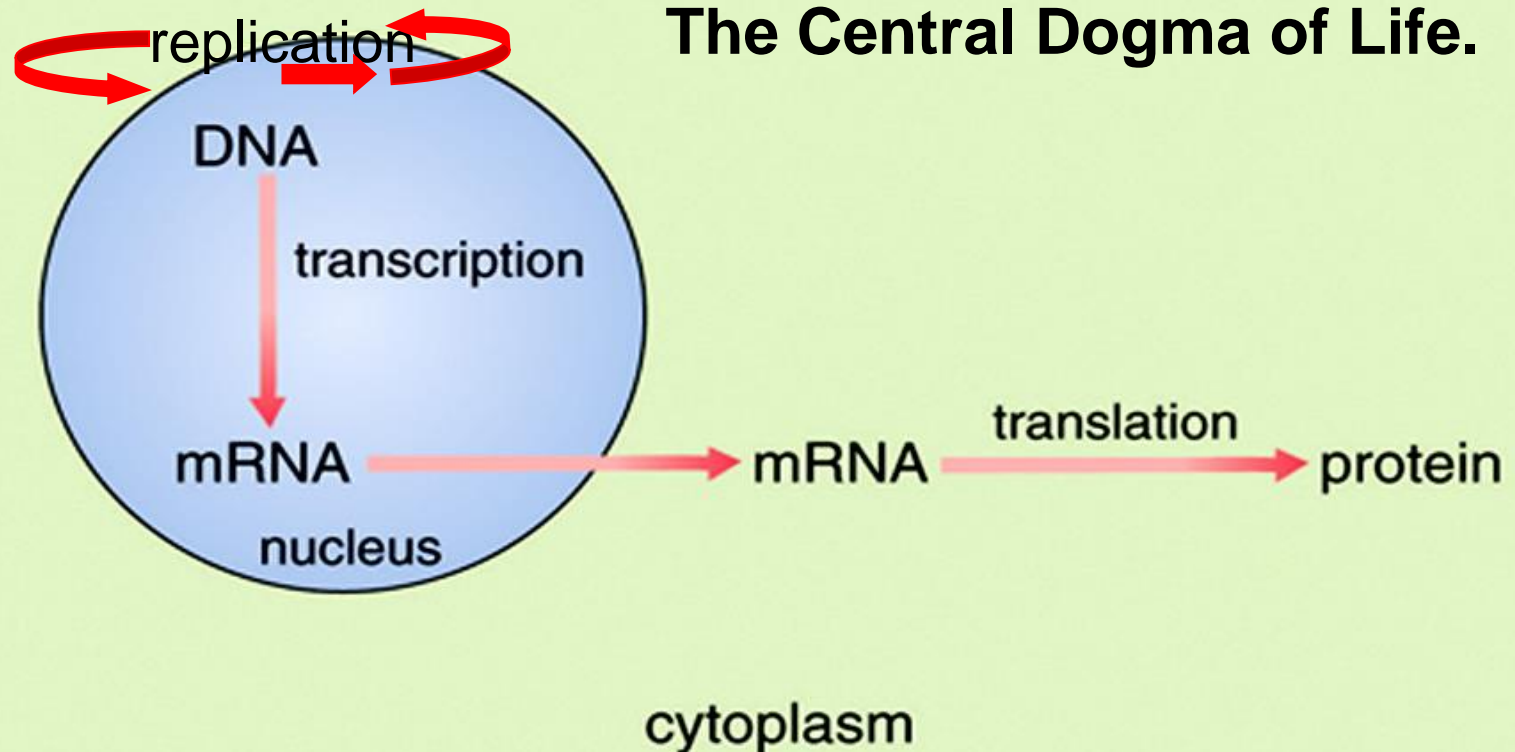 replication
The Central Dogma of Life.
DNA
transcription
translation
mRNA
mRNA
protein
nucleus
cytoplasm